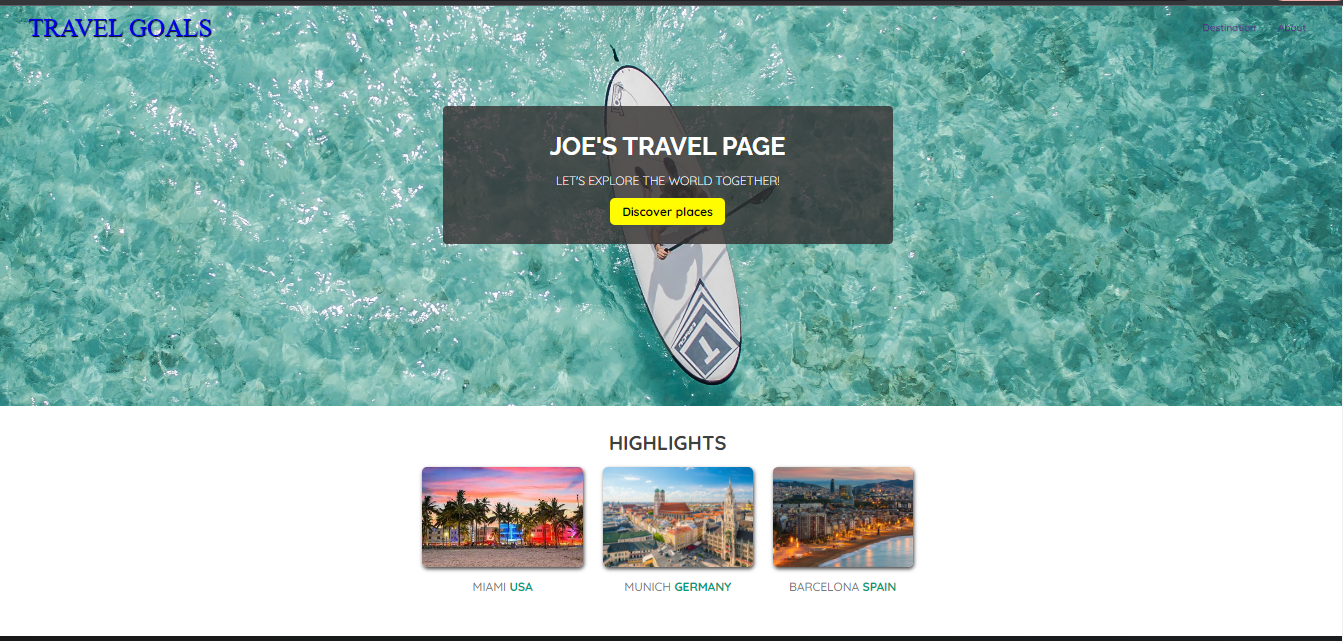 TRAVEL GOALS
Destination About
JOE'S TRAVEL PAGE
LET'S EXPLORE THE WORLD TOGETHER!
Discover places
HIGHLIGHTS
MIAMI USA
MUNICH GERMANY
BARCELONA SPAIN